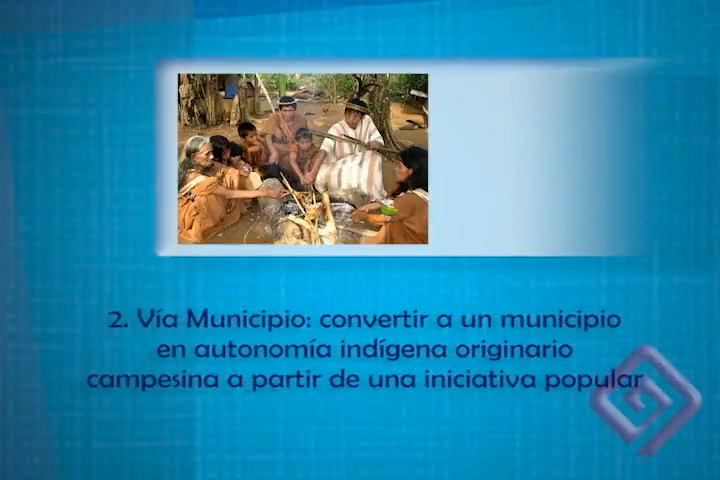 2. Vía Municipio: convertir a un municipio
en autonomía indígena originario
campesina a partir de una iniciativa popular